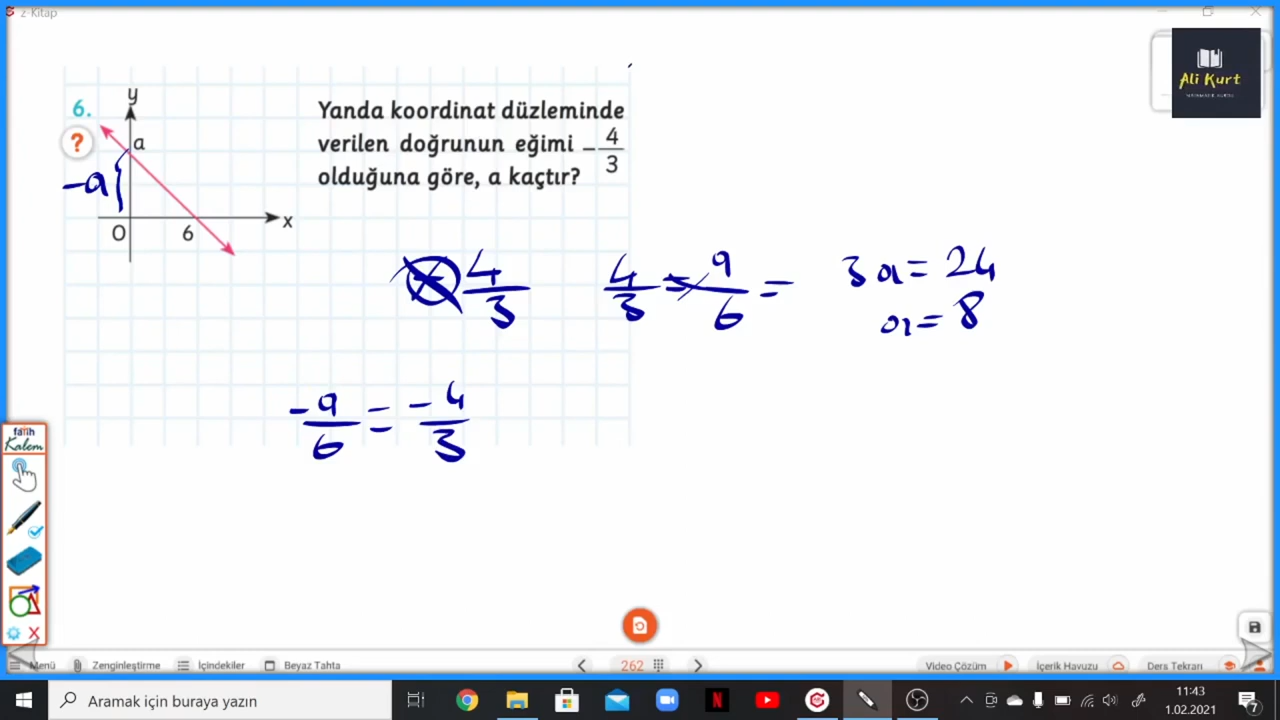 z-Kitap
Ali Kurt
6.
y
a
-a
O
6
x
Yanda koordinat düzleminde
verilen doğrunun eğimi -4/3
olduğuna göre, a kaçtır?
4/3
4/3 = a/6 =
3a = 24
a = 8
-a/6 = -4/3
fatih
Kalem
Menü
Zenginleştirme
İçindekiler
Beyaz Tahta
262
Video Çözüm
İçerik Havuzu
Ders Tekrarı
Aramak için buraya yazın
11:43
1.02.2021
7